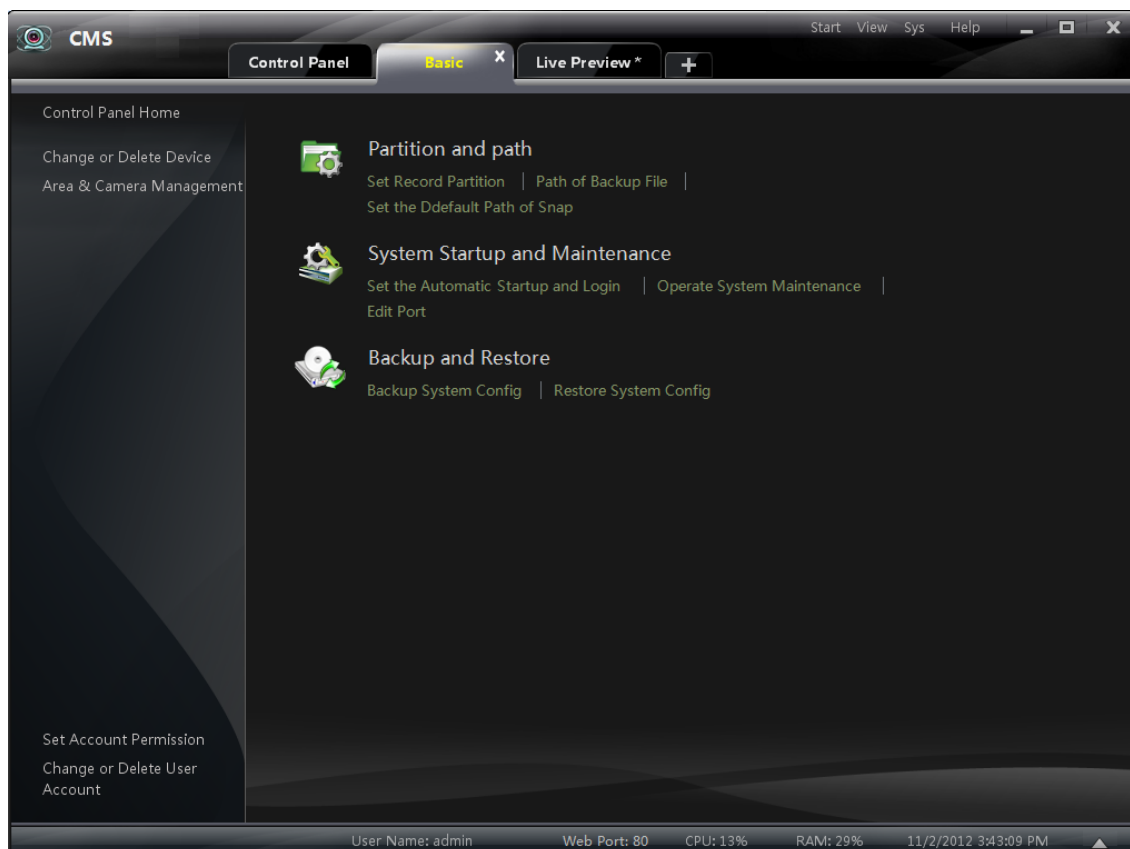 CMS
Start View Sys Help
Control Panel Basic x Live Preview * +
Control Panel Home
Change or Delete Device
Area & Camera Management
Partition and path
Set Record Partition | Path of Backup File |
Set the Ddefault Path of Snap
System Startup and Maintenance
Set the Automatic Startup and Login | Operate System Maintenance |
Edit Port
Backup and Restore
Backup System Config | Restore System Config
Set Account Permission
Change or Delete User
Account
User Name: admin Web Port: 80 CPU: 13% RAM: 29% 11/2/2012 3:43:09 PM